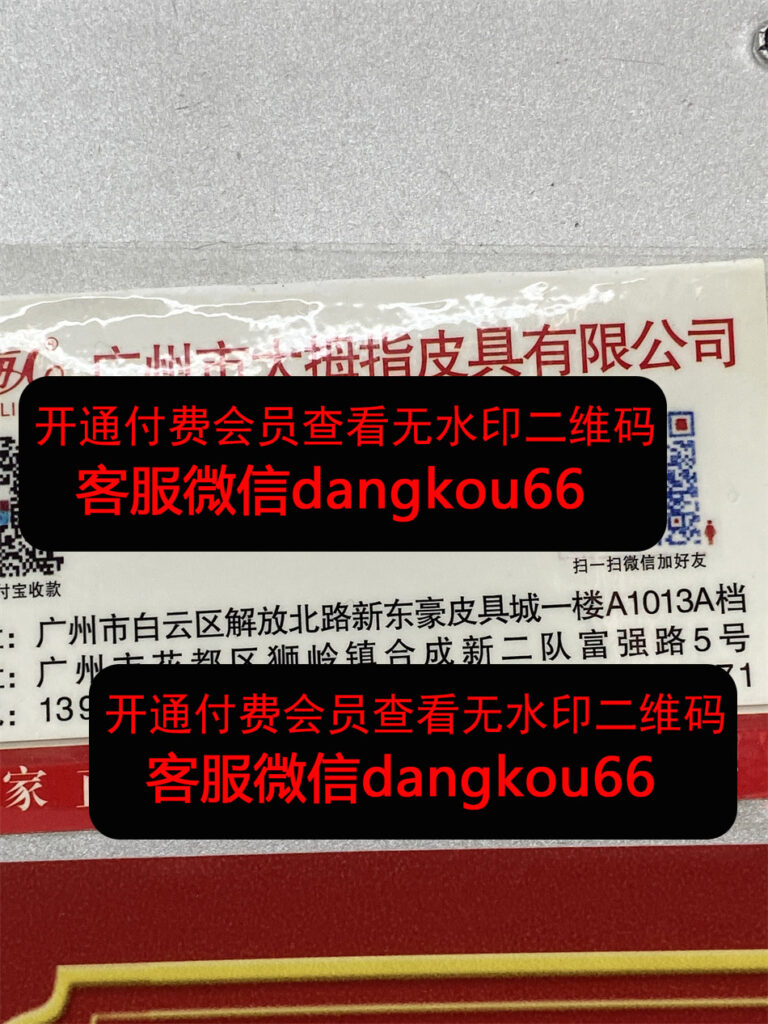 广州市大拇指皮具有限公司
开通付费会员查看无水印二维码
客服微信dangkou66
扫一扫微信加好友
付宝收款
广州市白云区解放北路新东豪皮具城一楼A1013A档
广州市花都区狮岭镇合成新二队富强路5号
139
71
开通付费会员查看无水印二维码
客服微信dangkou66
家